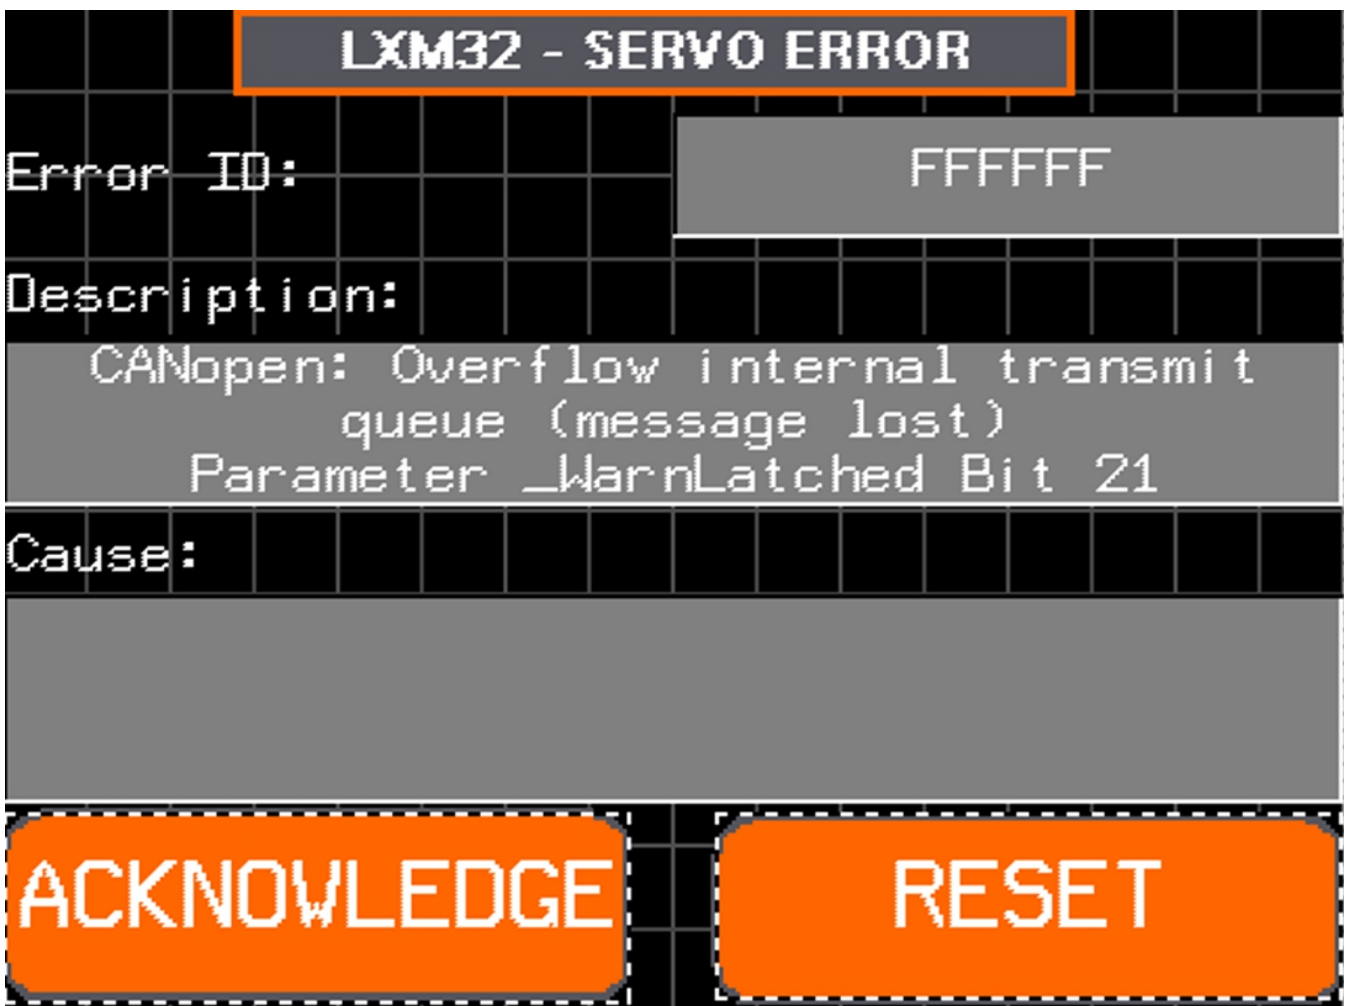 LXM32 - SERVO ERROR
Error ID:
FFFFFF
Description:
CANopen: Overflow internal transmit
queue (message lost)
Parameter _WarnLatched Bit 21
Cause:
ACKNOWLEDGE
RESET